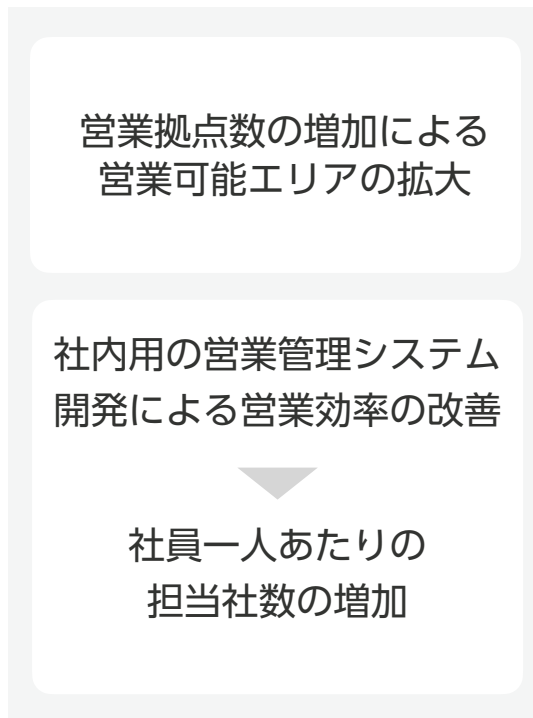 営業拠点数の増加による
営業可能エリアの拡大
社内用の営業管理システム
開発による営業効率の改善
社員一人あたりの
担当社数の増加